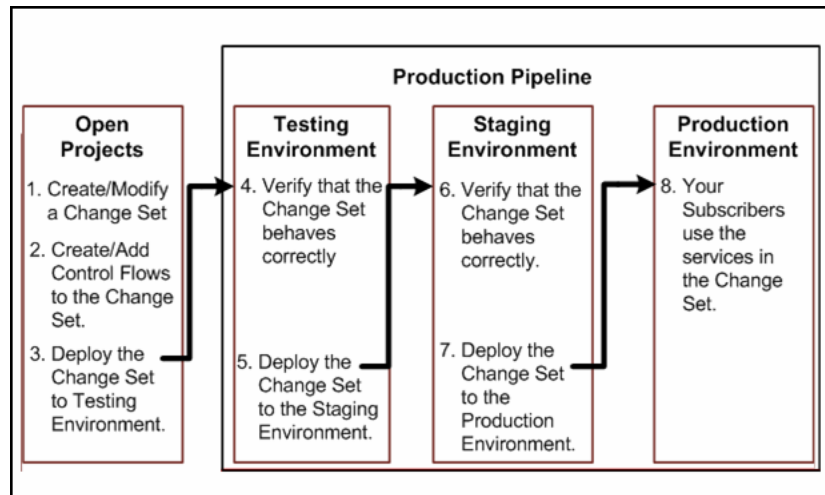 Production Pipeline
Open
Projects
1. Create/Modify
a Change Set
2. Create/Add
Control Flows
to the Change
Set.
3. Deploy the
Change Set
to Testing
Environment.
Testing
Environment
4. Verify that the
Change Set
behaves
correctly
5. Deploy the
Change Set
to the Staging
Environment.
Staging
Environment
6. Verify that the
Change Set
behaves
correctly.
7. Deploy the
Change Set
to the
Production
Environment.
Production
Environment
8. Your
Subscribers
use the
services in
the Change
Set.